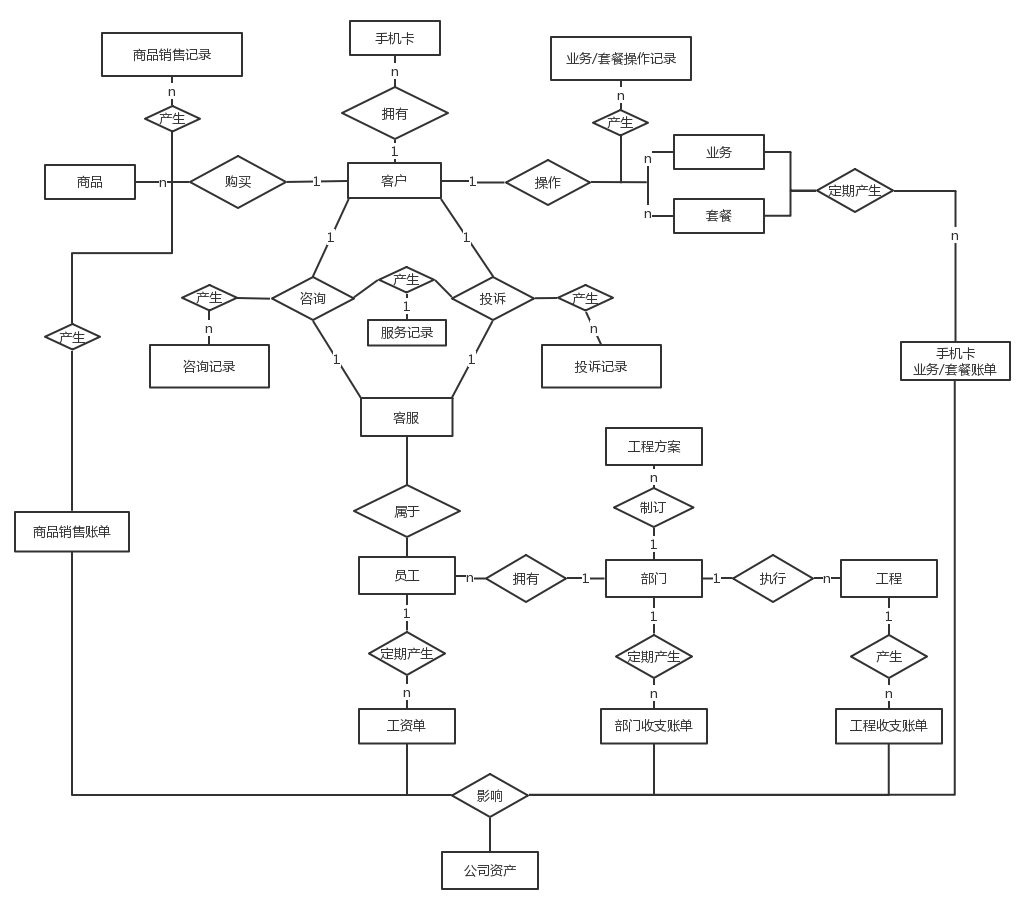 手机卡
商品销售记录
业务/套餐操作记录
n
n
n
产生
拥有
产生
1
n
业务
商品
n
购买
1
客户
1
操作
定期产生
n
套餐
1
1
n
产生
咨询
产生
投诉
产生
1
n
服务记录
n
产生
咨询记录
1
1
投诉记录
手机卡
业务/套餐账单
客服
工程方案
n
属于
制订
商品销售账单
1
员工
n
拥有
1
部门
1
执行
n
工程
1
1
1
定期产生
定期产生
产生
n
n
n
工资单
部门收支账单
工程收支账单
影响
公司资产